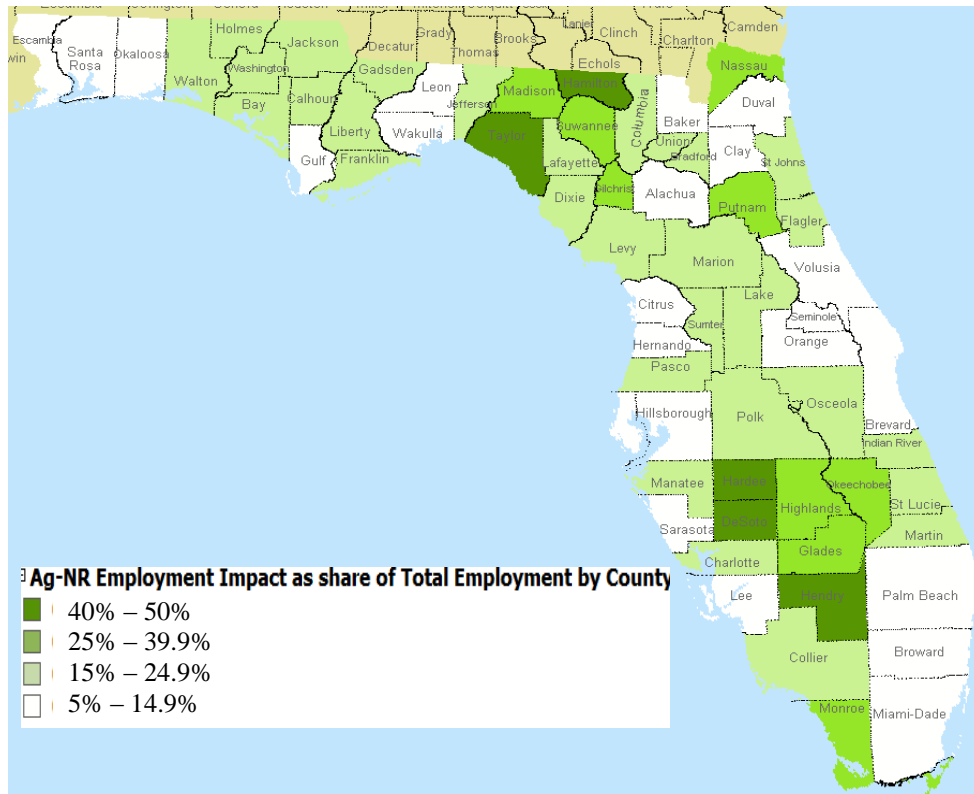 Camden
Grady
Brooks
Lanier
Clinch
Charlton
Decatur
Thomas
Echols
Escambia
win
Santa
Rosa
Okaloosa
Holmes
Jackson
Washington
Walton
Bay
Calhoun
Gadsden
Leon
Jefferson
Madison
Hamilton
Nassau
Duval
Baker
Columbia
Suwannee
Taylor
Liberty
Wakulla
Gulf
Franklin
Lafayette
Union
Bradford
Clay
St Johns
Dixie
Gilchris
Alachua
Putnam
Flagler
Levy
Marion
Volusia
Citrus
Lake
Sumter
Seminole
Hernando
Orange
Pasco
Hillsborough
Polk
Osceola
Brevard
ndian River
Manatee
Hardee
Okeechobee
Highlands
St Lucie
Sarasota
DeSoto
Martin
Charlotte
Glades
Lee
Hendry
Palm Beach
Broward
Collier
Monroe
Miami-Dade
Ag-NR Employment Impact as share of Total Employment by County
40% – 50%
25% – 39.9%
15% – 24.9%
5% – 14.9%